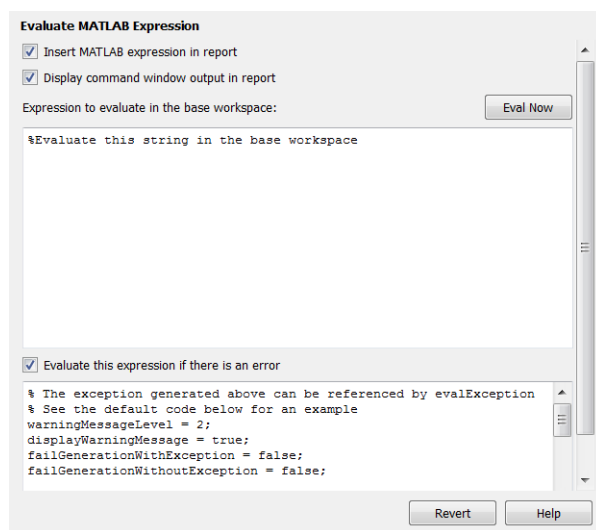 Evaluate MATLAB Expression
Insert MATLAB expression in report
Display command window output in report
Expression to evaluate in the base workspace:
Eval Now
%Evaluate this string in the base workspace
Evaluate this expression if there is an error
% The exception generated above can be referenced by evalException
% See the default code below for an example
warningMessageLevel = 2;
displayWarningMessage = true;
failGenerationWithException = false;
failGenerationWithoutException = false;
Revert
Help